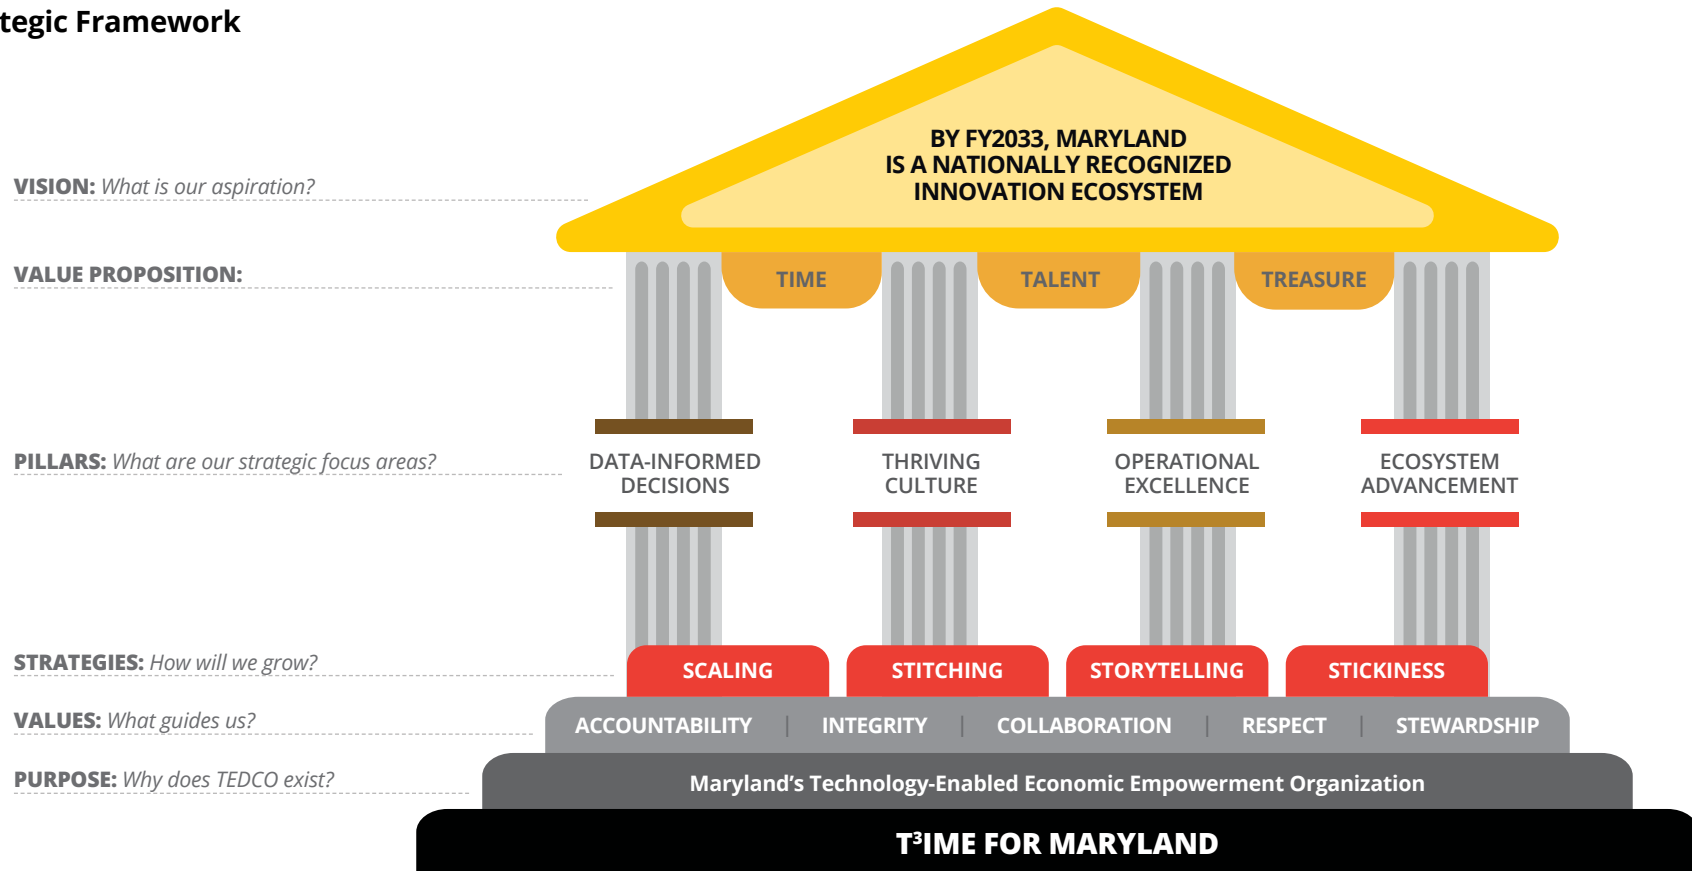 tegic Framework
BY FY2033, MARYLAND
IS A NATIONALLY RECOGNIZED
INNOVATION ECOSYSTEM
VISION: What is our aspiration?
VALUE PROPOSITION:
TIME
TALENT
TREASURE
PILLARS: What are our strategic focus areas?
DATA-INFORMED
DECISIONS
THRIVING
CULTURE
OPERATIONAL
EXCELLENCE
ECOSYSTEM
ADVANCEMENT
STRATEGIES: How will we grow?
SCALING
STITCHING
STORYTELLING
STICKINESS
VALUES: What guides us?
ACCOUNTABILITY | INTEGRITY | COLLABORATION | RESPECT | STEWARDSHIP
PURPOSE: Why does TEDCO exist?
Maryland's Technology-Enabled Economic Empowerment Organization
T³IME FOR MARYLAND